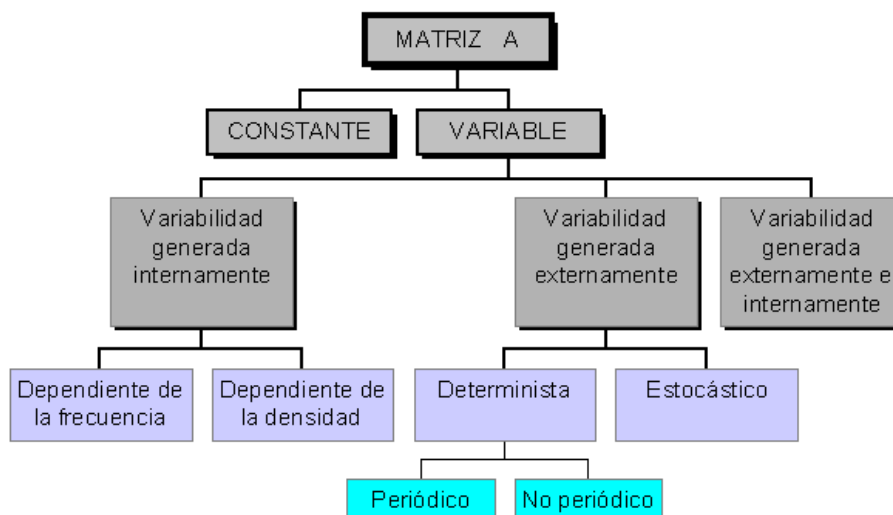 MATRIZ A
CONSTANTE
VARIABLE
Variabilidad
generada
internamente
Variabilidad
generada
externamente
Variabilidad
generada
externamente e
internamente
Dependiente de
la frecuencia
Dependiente de
la densidad
Determinista
Estocástico
Periódico
No periódico